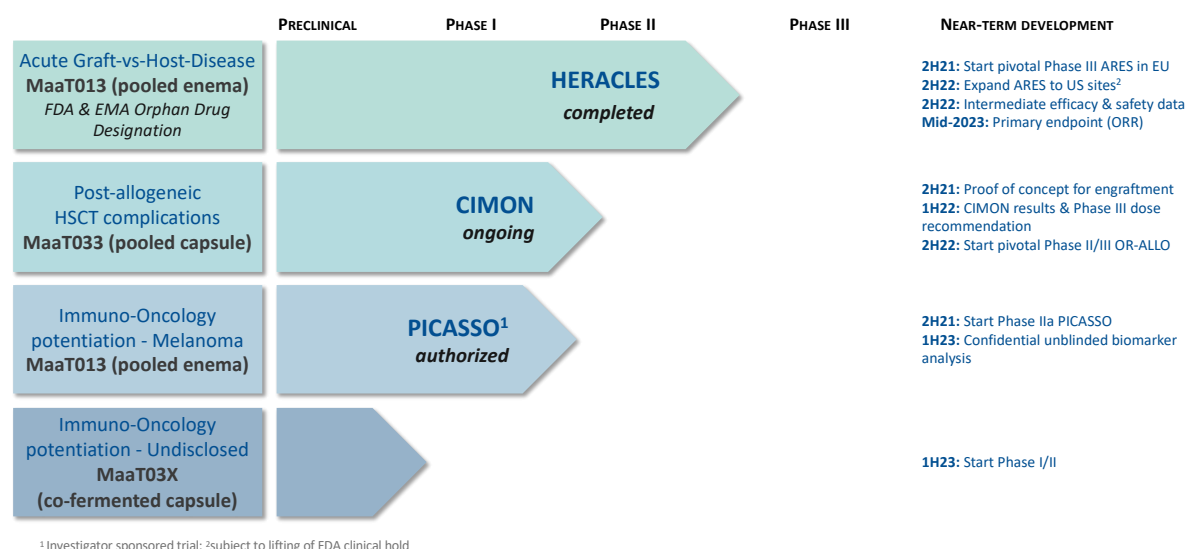 PRECLINICAL PHASE I PHASE II PHASE III NEAR-TERM DEVELOPMENT
Acute Graft-vs-Host-Disease
MaaT013 (pooled enema)
FDA & EMA Orphan Drug
Designation
HERACLES
completed
2H21: Start pivotal Phase III ARES in EU
2H22: Expand ARES to US sites²
2H22: Intermediate efficacy & safety data
Mid-2023: Primary endpoint (ORR)
Post-allogeneic
HSCT complications
MaaT033 (pooled capsule)
CIMON
ongoing
2H21: Proof of concept for engraftment
1H22: CIMON results & Phase III dose
recommendation
2H22: Start pivotal Phase II/III OR-ALLO
Immuno-Oncology
potentiation - Melanoma
MaaT013 (pooled enema)
PICASSO¹
authorized
2H21: Start Phase IIa PICASSO
1H23: Confidential unblinded biomarker
analysis
Immuno-Oncology
potentiation - Undisclosed
MaaT03X
(co-fermented capsule)
1H23: Start Phase I/II
¹ Investigator sponsored trial; ²subject to lifting of FDA clinical hold